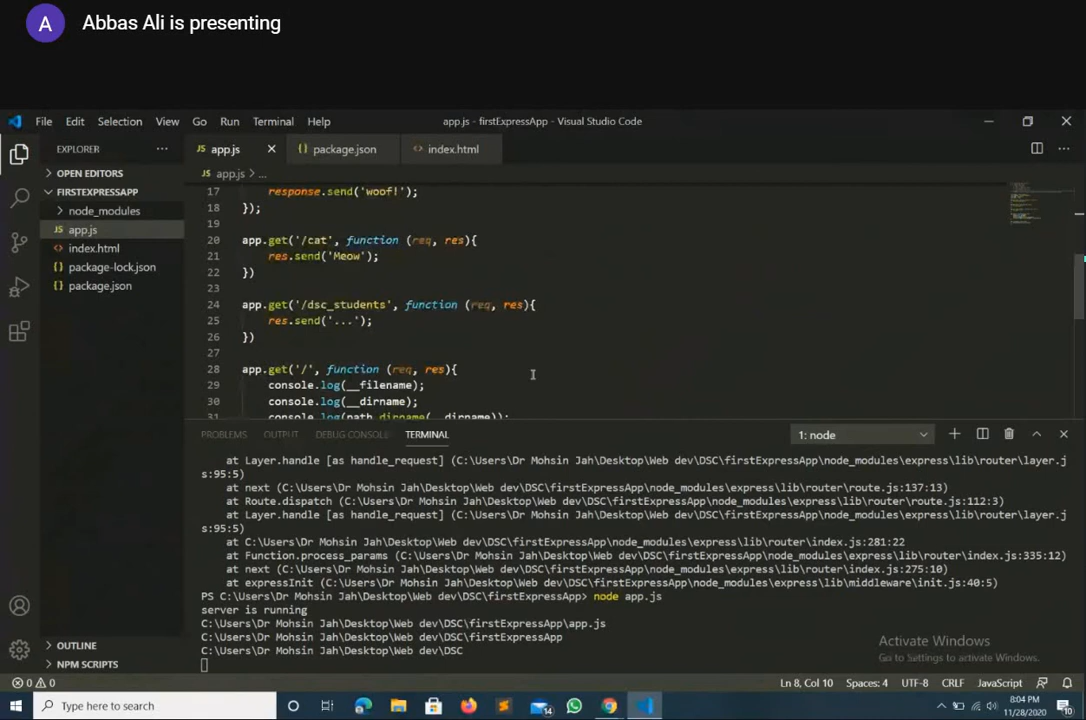 A
Abbas Ali is presenting
File Edit Selection View Go Run Terminal Help
app.js - firstExpressApp - Visual Studio Code
EXPLORER
JS app.js
{} package.json
<> index.html
OPEN EDITORS
FIRSTEXPRESSAPP
node_modules
JS app.js
<> index.html
{} package-lock.json
{} package.json
OUTLINE
NPM SCRIPTS
JS app.js > ...
17 response.send('woof!');
18 });
19
20 app.get('/cat', function (req, res){
21 res.send('Meow');
22 })
23
24 app.get('/dsc_students', function (req, res){
25 res.send('...');
26 })
27
28 app.get('/', function (req, res){
29 console.log(__filename);
30 console.log(__dirname);
31 console.log(path.dirname(__dirname));
PROBLEMS OUTPUT DEBUG CONSOLE TERMINAL
1: node
at Layer.handle [as handle_request] (C:\Users\Dr Mohsin Jah\Desktop\Web dev\DSC\firstExpressApp\node_modules\express\lib\router\layer.j
s:95:5)
at next (C:\Users\Dr Mohsin Jah\Desktop\Web dev\DSC\firstExpressApp\node_modules\express\lib\router\route.js:137:13)
at Route.dispatch (C:\Users\Dr Mohsin Jah\Desktop\Web dev\DSC\firstExpressApp\node_modules\express\lib\router\route.js:112:3)
at Layer.handle [as handle_request] (C:\Users\Dr Mohsin Jah\Desktop\Web dev\DSC\firstExpressApp\node_modules\express\lib\router\layer.j
s:95:5)
at C:\Users\Dr Mohsin Jah\Desktop\Web dev\DSC\firstExpressApp\node_modules\express\lib\router\index.js:281:22
at Function.process_params (C:\Users\Dr Mohsin Jah\Desktop\Web dev\DSC\firstExpressApp\node_modules\express\lib\router\index.js:335:12)
at next (C:\Users\Dr Mohsin Jah\Desktop\Web dev\DSC\firstExpressApp\node_modules\express\lib\router\index.js:275:10)
at expressInit (C:\Users\Dr Mohsin Jah\Desktop\Web dev\DSC\firstExpressApp\node_modules\express\lib\middleware\init.js:40:5)
PS C:\Users\Dr Mohsin Jah\Desktop\Web dev\DSC\firstExpressApp> node app.js
server is running
C:\Users\Dr Mohsin Jah\Desktop\Web dev\DSC\firstExpressApp\app.js
C:\Users\Dr Mohsin Jah\Desktop\Web dev\DSC\firstExpressApp
C:\Users\Dr Mohsin Jah\Desktop\Web dev\DSC
Activate Windows
Go to Settings to activate Windows.
0 0
Ln 8, Col 10 Spaces: 4 UTF-8 CRLF JavaScript
Type here to search
14
8:04 PM
11/28/2020
10